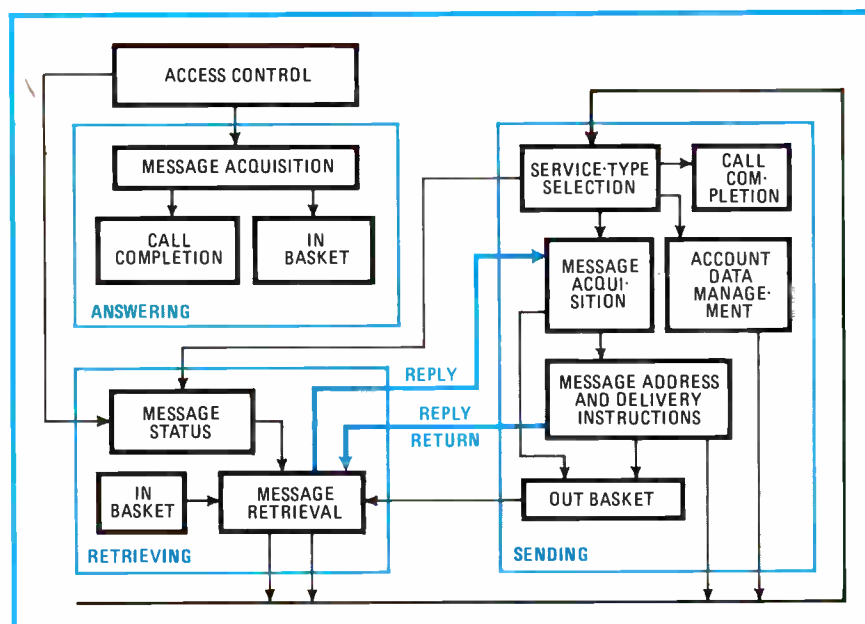 ACCESS CONTROL
MESSAGE ACQUISITION
CALL
COMPLETION
IN
BASKET
ANSWERING
SERVICE-TYPE
SELECTION
CALL
COM-
PLETION
MESSAGE
ACQUI-
SITION
ACCOUNT
DATA
MANAGE-
MENT
REPLY
MESSAGE
STATUS
MESSAGE ADDRESS
AND DELIVERY
INSTRUCTIONS
REPLY
RETURN
IN
BASKET
MESSAGE
RETRIEVAL
OUT BASKET
RETRIEVING
SENDING